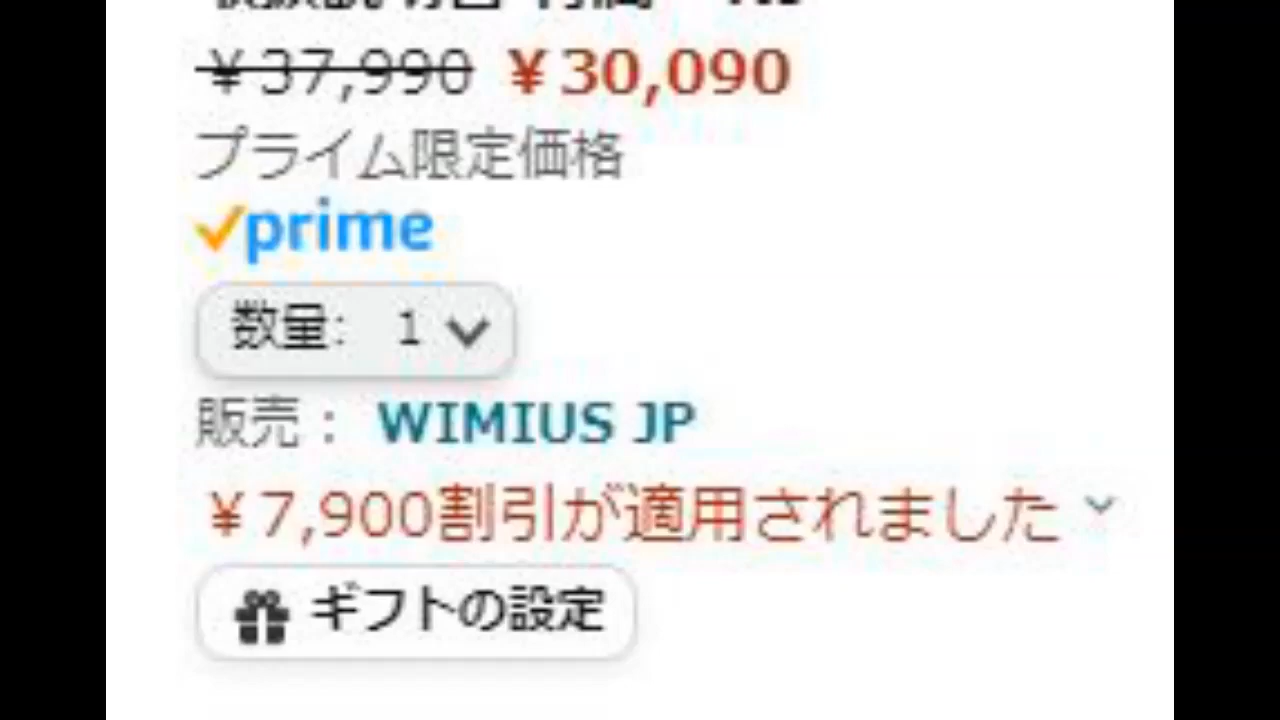 ¥37,990 ¥30,090
プライム限定価格
prime
数量: 1
販売: WIMIUS JP
¥7,900割引が適用されました
ギフトの設定